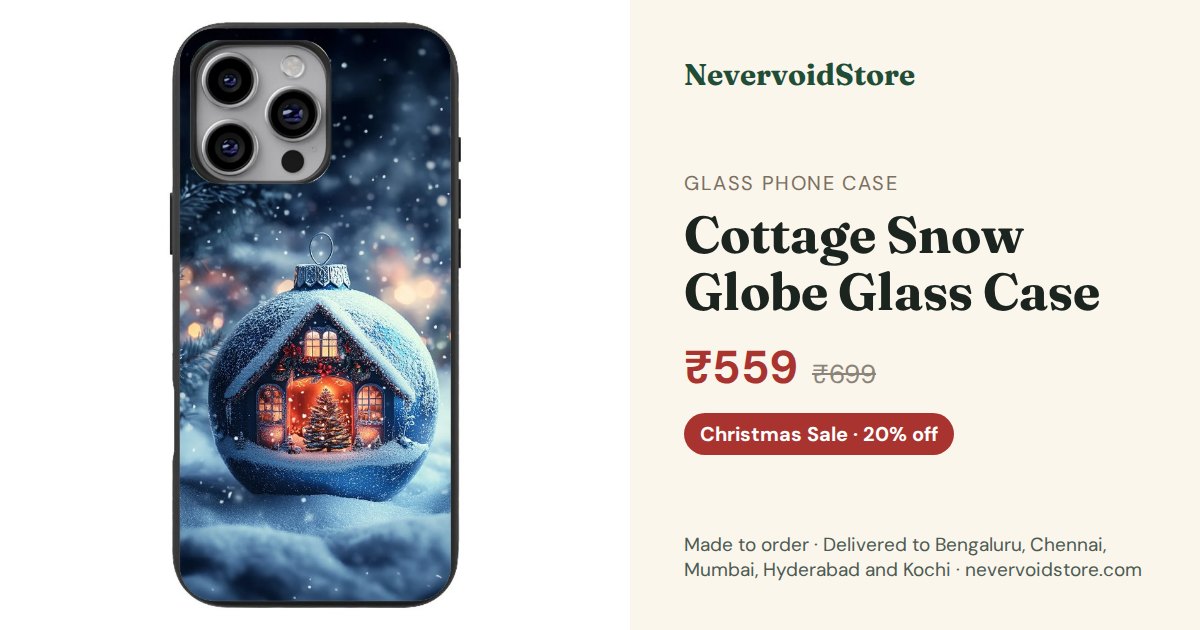 NevervoidStore
GLASS PHONE CASE
Cottage Snow
Globe Glass Case
₹559 ₹699
Christmas Sale · 20% off
Made to order · Delivered to Bengaluru, Chennai,
Mumbai, Hyderabad and Kochi · nevervoidstore.com